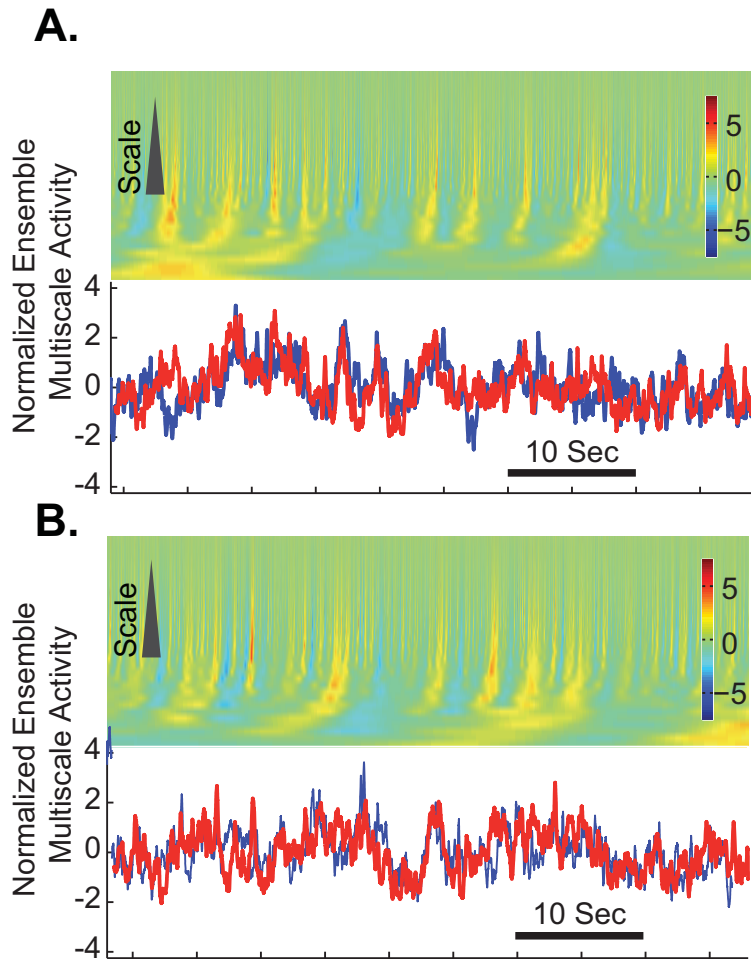 A.
Scale
5
0
−5
Normalized Ensemble
Multiscale Activity
4
2
0
-2
-4
10 Sec
B.
Scale
5
0
−5
Normalized Ensemble
Multiscale Activity
4
2
0
-2
-4
10 Sec